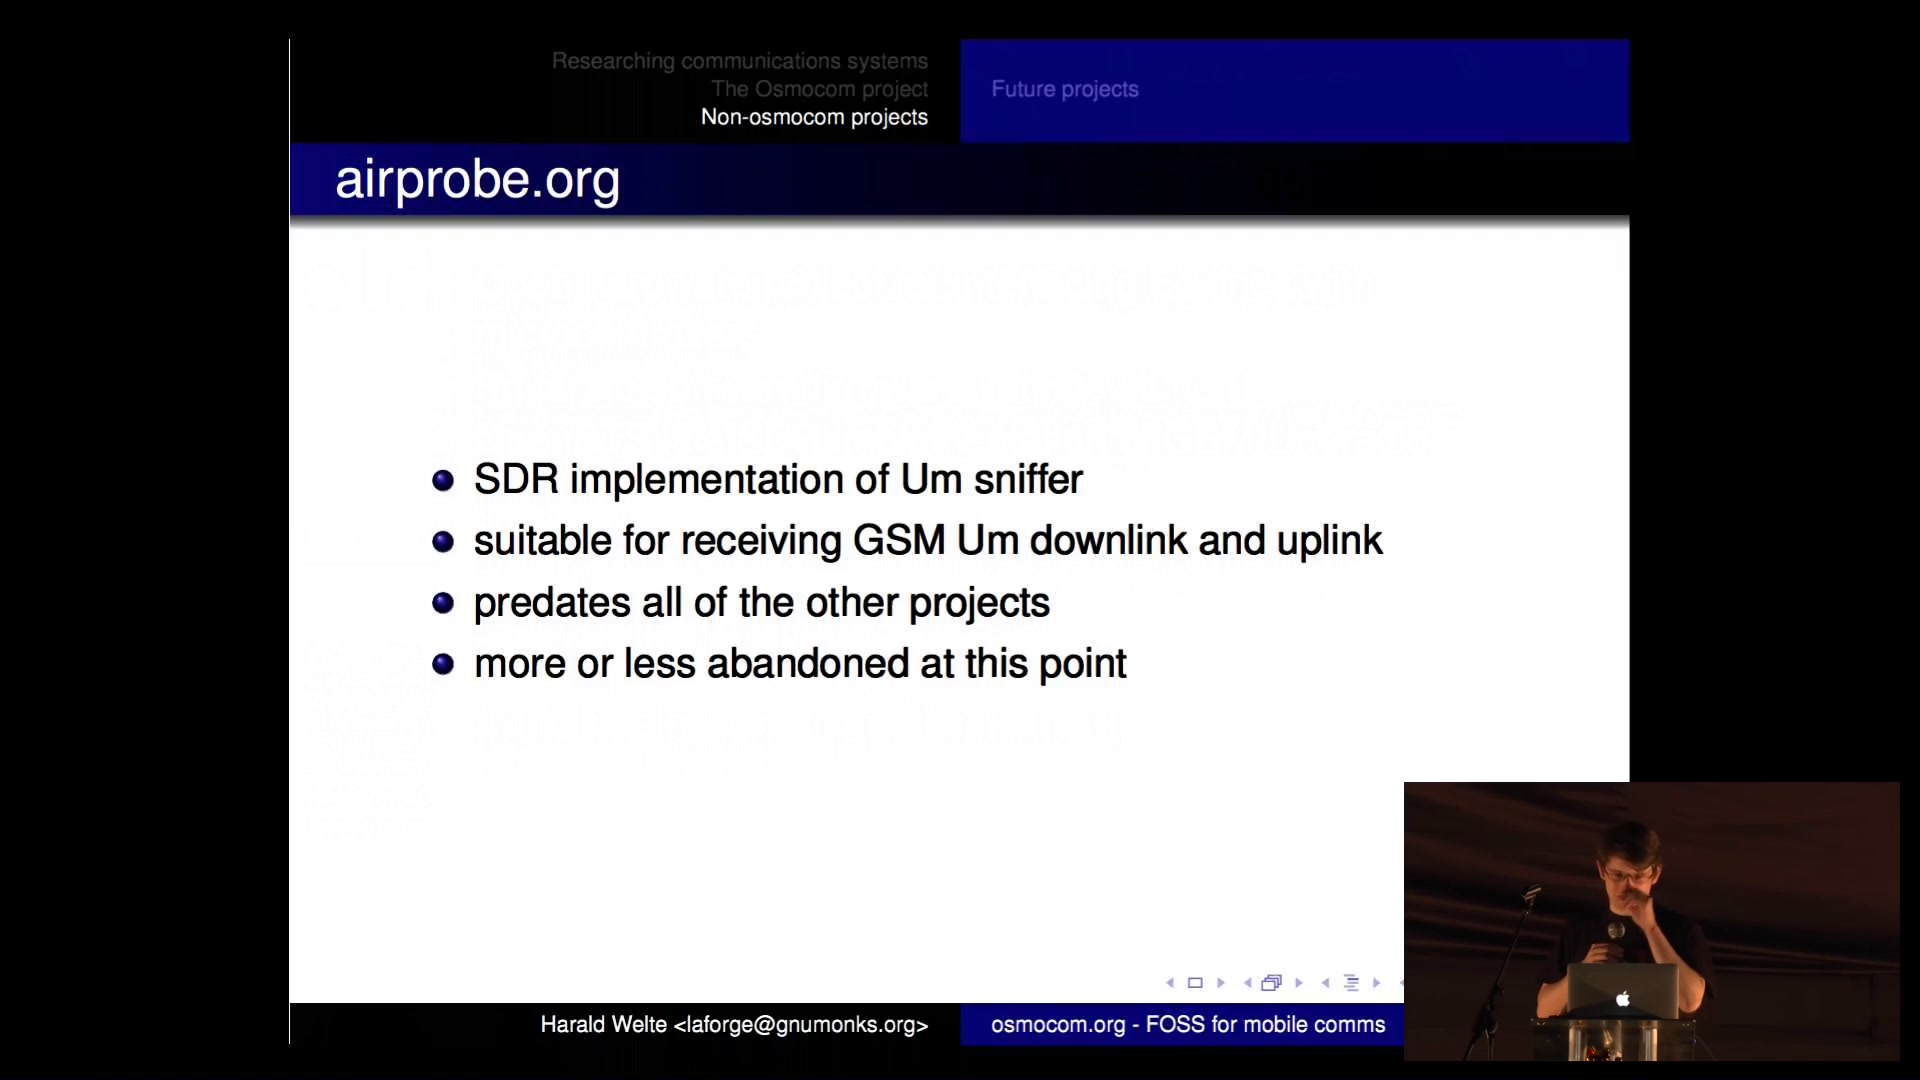 Researching communications systems
The Osmocom project
Non-osmocom projects
Future projects
airprobe.org
SDR implementation of Um sniffer
suitable for receiving GSM Um downlink and uplink
predates all of the other projects
more or less abandoned at this point
Harald Welte <laforge@gnumonks.org>
osmocom.org - FOSS for mobile comms